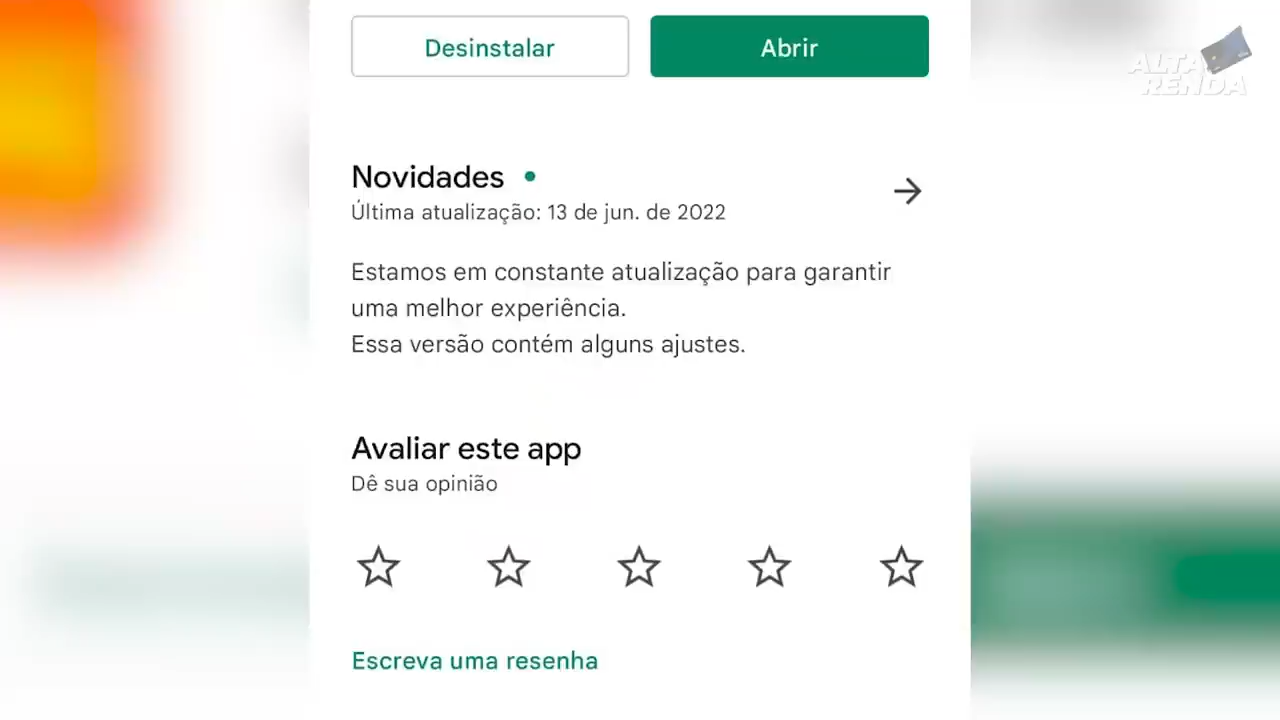 Desinstalar
Abrir
ALTA
RENDA
Novidades
Última atualização: 13 de jun. de 2022
Estamos em constante atualização para garantir
uma melhor experiência.
Essa versão contém alguns ajustes.
Avaliar este app
Dê sua opinião
Escreva uma resenha